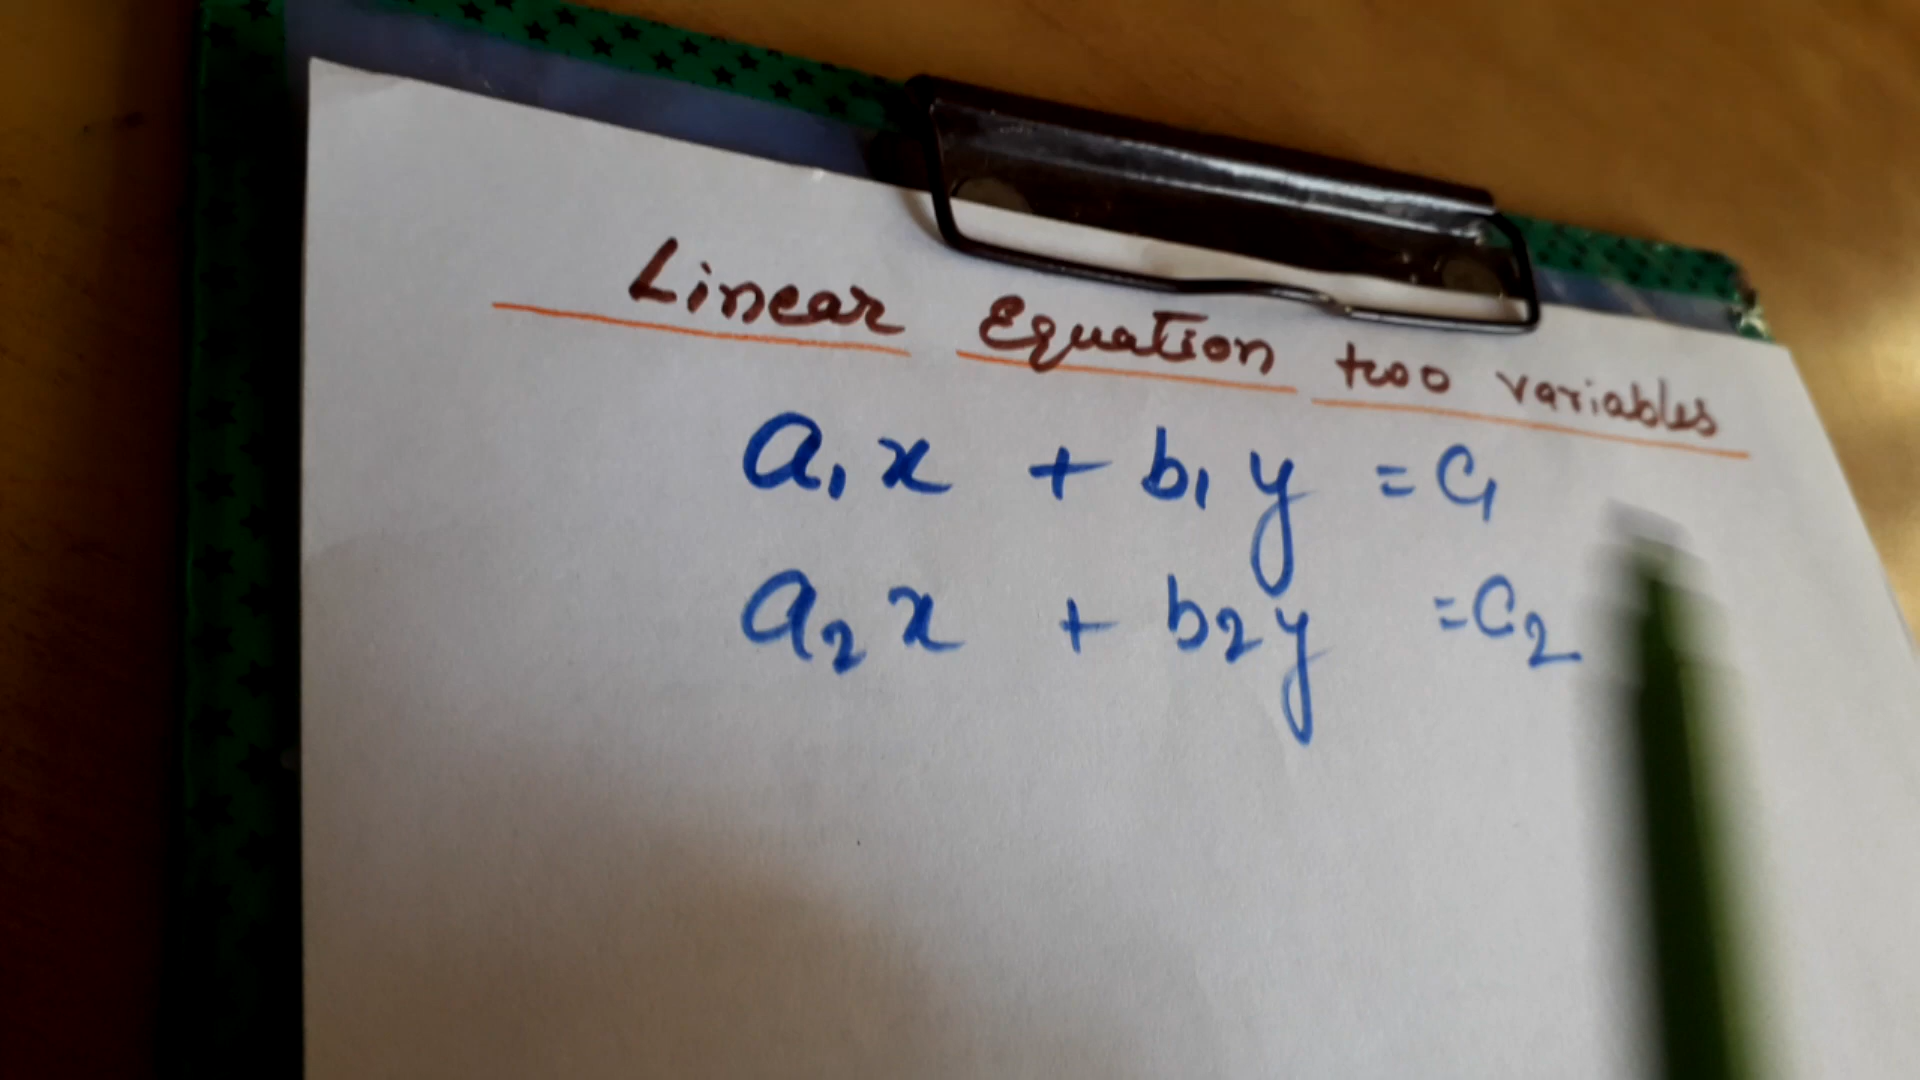 Linear Equation two variables
a₁x + b₁y = c₁
a₂x + b₂y = c₂